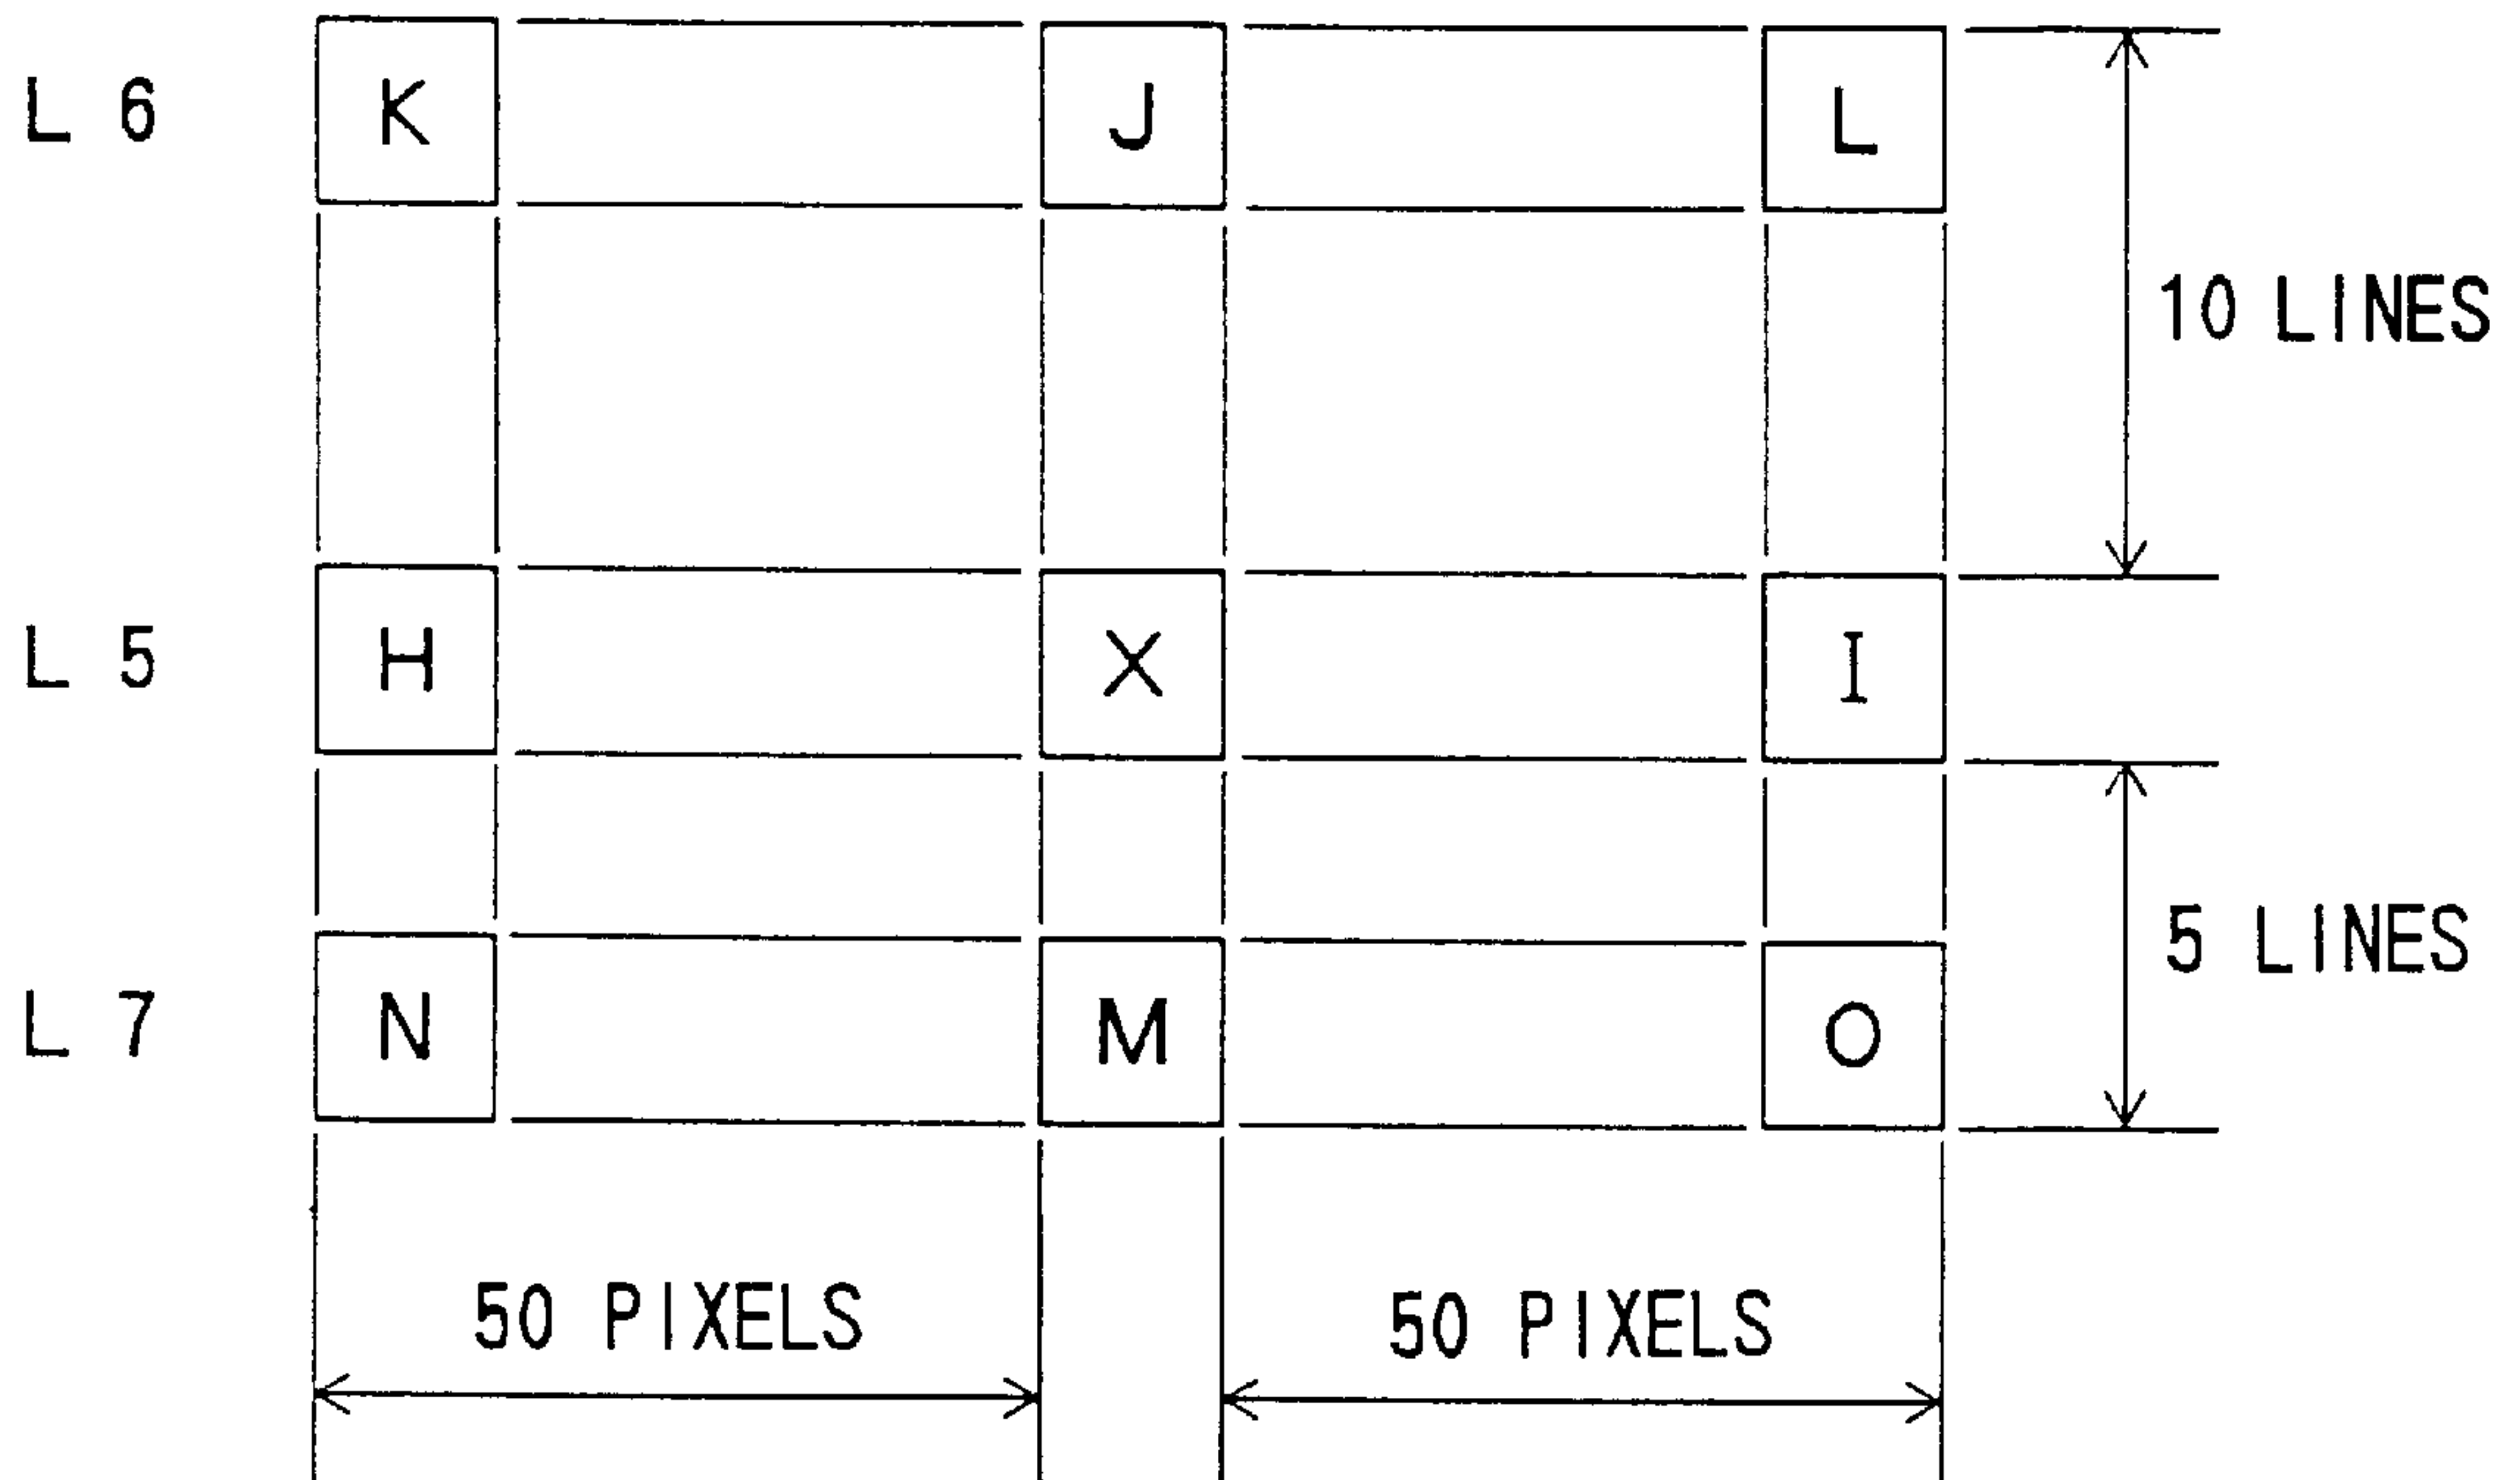 L 6 K J L
10 LINES
L 5 H X I
5 LINES
L 7 N M O
50 PIXELS 50 PIXELS